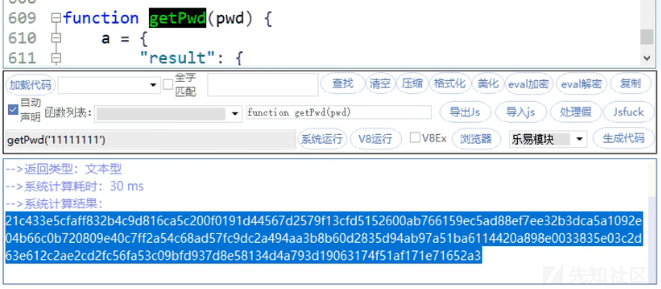 609 function getPwd(pwd) {
610 a = {
611 "result": {
加载代码 全字匹配 查找 清空 压缩 格式化 美化 eval加密 eval解密 复制
自动声明 函数列表: function getPwd(pwd) 导出Js 导入js 处理假 Jsfuck
getPwd('11111111') 系统运行 V8运行 V8Ex 浏览器 乐易模块 生成代码
-->返回类型：文本型
-->系统计算耗时：30 ms
-->系统计算结果：
21c433e5cfaff832b4c9d816ca5c200f0191d44567d2579f13cfd5152600ab766159ec5ad88ef7ee32b3dca5a1092e
04b66c0b720809e40c7ff2a54c68ad57fc9dc2a494aa3b8b60d2835d94ab97a51ba6114420a898e0033835e03c2d
63e612c2ae2cd2fc56fa53c09bfd937d8e58134d4a793d19063174f51af171e71652a3
先知社区